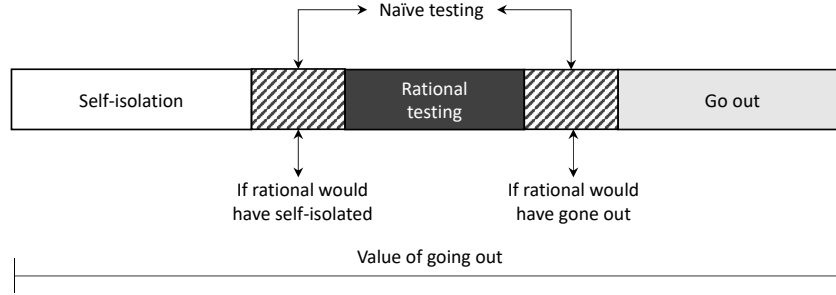 Naïve testing
Self-isolation
Rational
testing
Go out
If rational would
have self-isolated
If rational would
have gone out
Value of going out